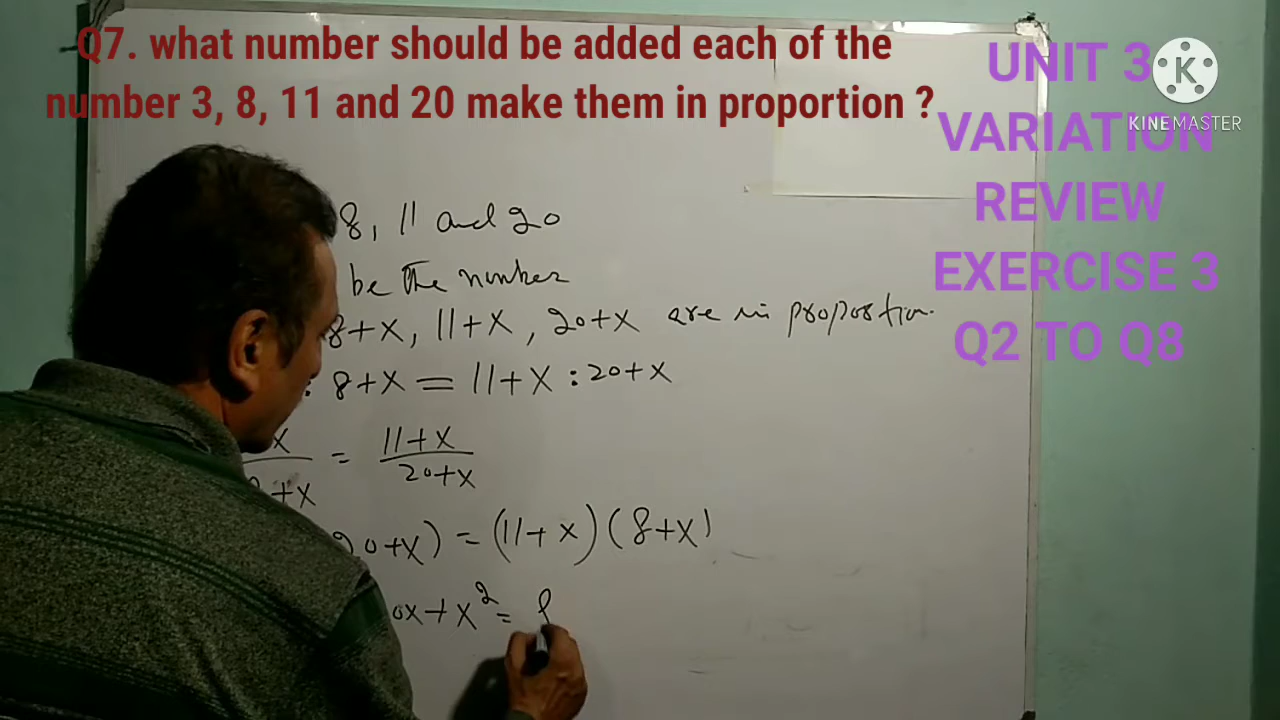 Q7. what number should be added each of the
number 3, 8, 11 and 20 make them in proportion ?
UNIT 3
VARIATION
REVIEW
EXERCISE 3
Q2 TO Q8
K
KINEMASTER
8, 11 and 20
be the number
8+x, 11+x, 20+x are in proportion.
: 8+x = 11+x : 20+x
x = 11+x
+x 20+x
20+x) = (11+x)(8+x)
0x+x² =